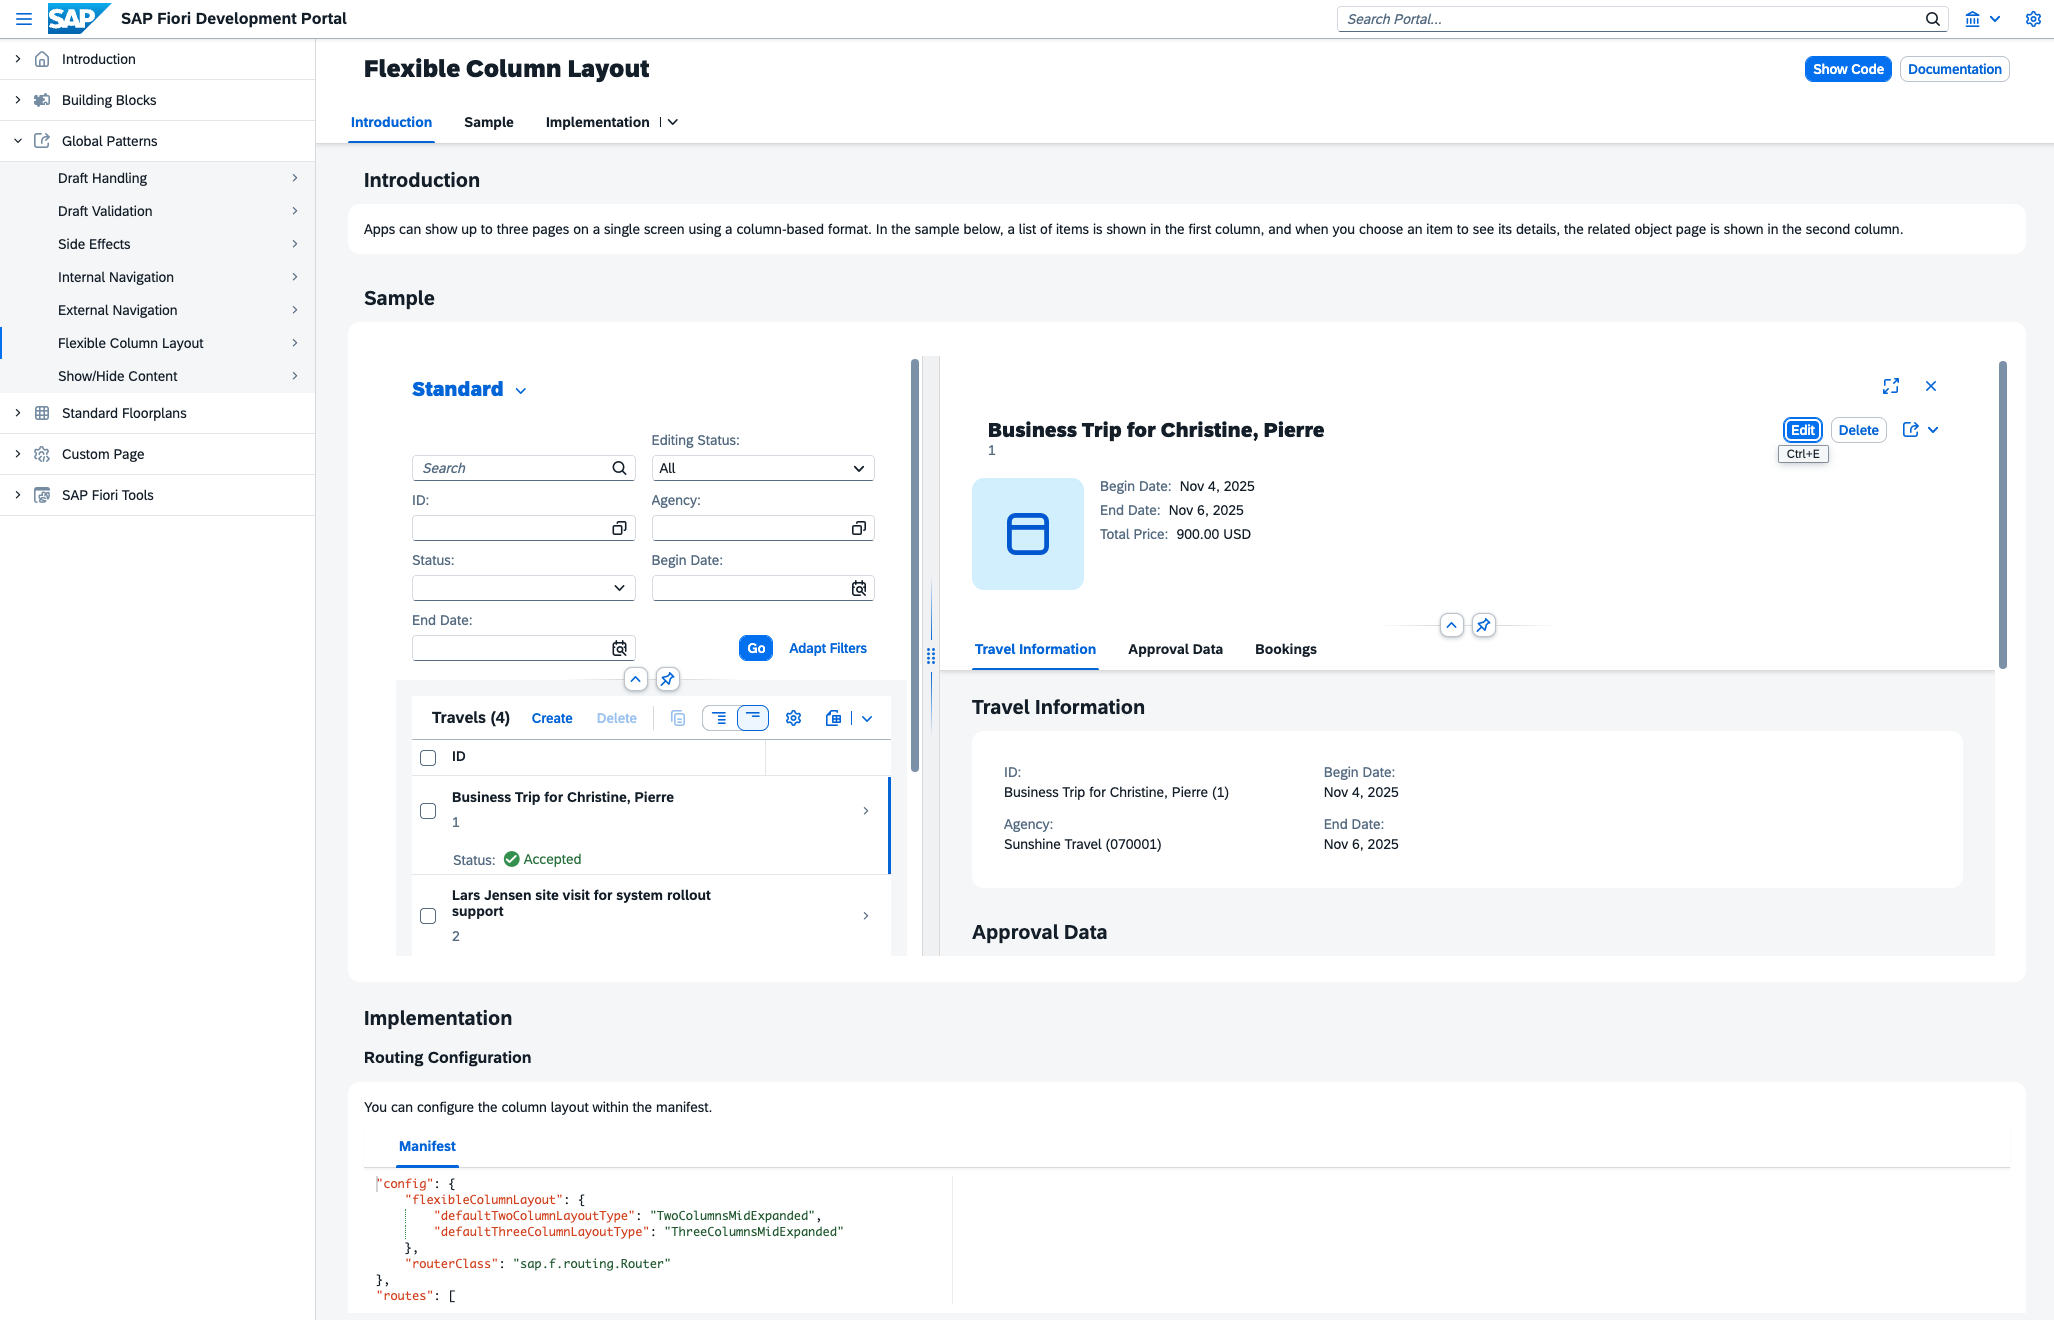 SAP
SAP Fiori Development Portal
Search Portal...
Introduction
Building Blocks
Global Patterns
Draft Handling
Draft Validation
Side Effects
Internal Navigation
External Navigation
Flexible Column Layout
Show/Hide Content
Standard Floorplans
Custom Page
SAP Fiori Tools
Flexible Column Layout
Show Code
Documentation
Introduction
Sample
Implementation
Introduction
Apps can show up to three pages on a single screen using a column-based format. In the sample below, a list of items is shown in the first column, and when you choose an item to see its details, the related object page is shown in the second column.
Sample
Standard
Editing Status:
Search
All
ID:
Agency:
Status:
Begin Date:
End Date:
Go
Adapt Filters
Travels (4)
Create
Delete
ID
Business Trip for Christine, Pierre
1
Status: Accepted
Lars Jensen site visit for system rollout
support
2
Business Trip for Christine, Pierre
1
Edit
Delete
Ctrl+E
Begin Date: Nov 4, 2025
End Date: Nov 6, 2025
Total Price: 900.00 USD
Travel Information
Approval Data
Bookings
Travel Information
ID:
Business Trip for Christine, Pierre (1)
Agency:
Sunshine Travel (070001)
Begin Date:
Nov 4, 2025
End Date:
Nov 6, 2025
Approval Data
Implementation
Routing Configuration
You can configure the column layout within the manifest.
Manifest
"config": {
"flexibleColumnLayout": {
"defaultTwoColumnLayoutType": "TwoColumnsMidExpanded",
"defaultThreeColumnLayoutType": "ThreeColumnsMidExpanded"
},
"routerClass": "sap.f.routing.Router"
},
"routes": [